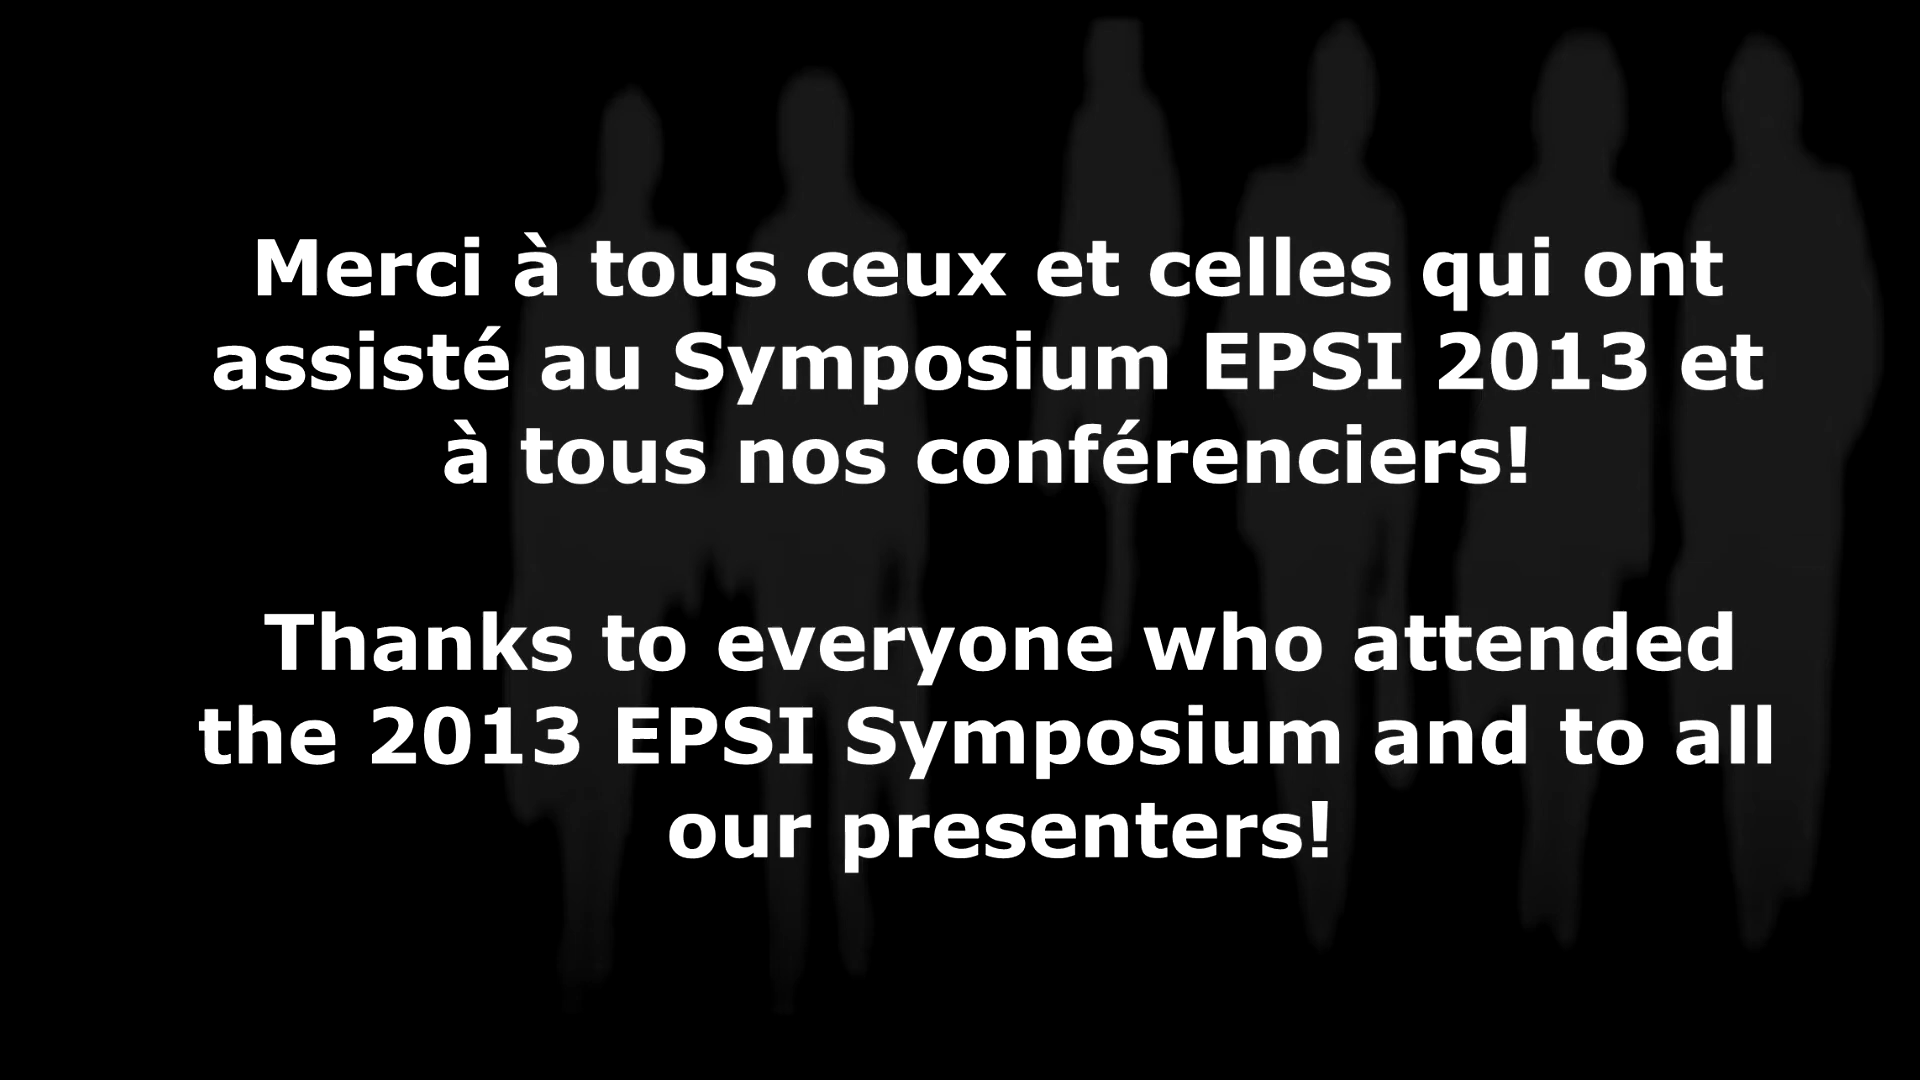 Merci à tous ceux et celles qui ont
assisté au Symposium EPSI 2013 et
à tous nos conférenciers!
Thanks to everyone who attended
the 2013 EPSI Symposium and to all
our presenters!